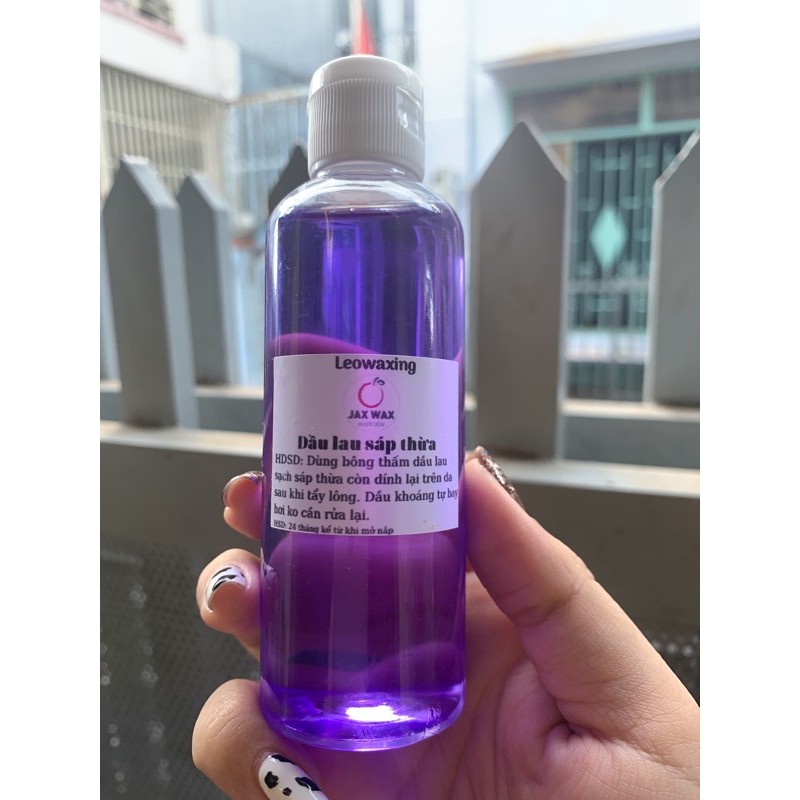 Leowaxing
JAX WAX
AUSTRALIA
Dầu lau sáp thừa
HDSD: Dùng bông thấm dầu lau
sạch sáp thừa còn dính lại trên da
sau khi tẩy lông. Dầu khoáng tự bay
hơi ko cần rửa lại.
HSD: 24 tháng kể từ khi mở nắp